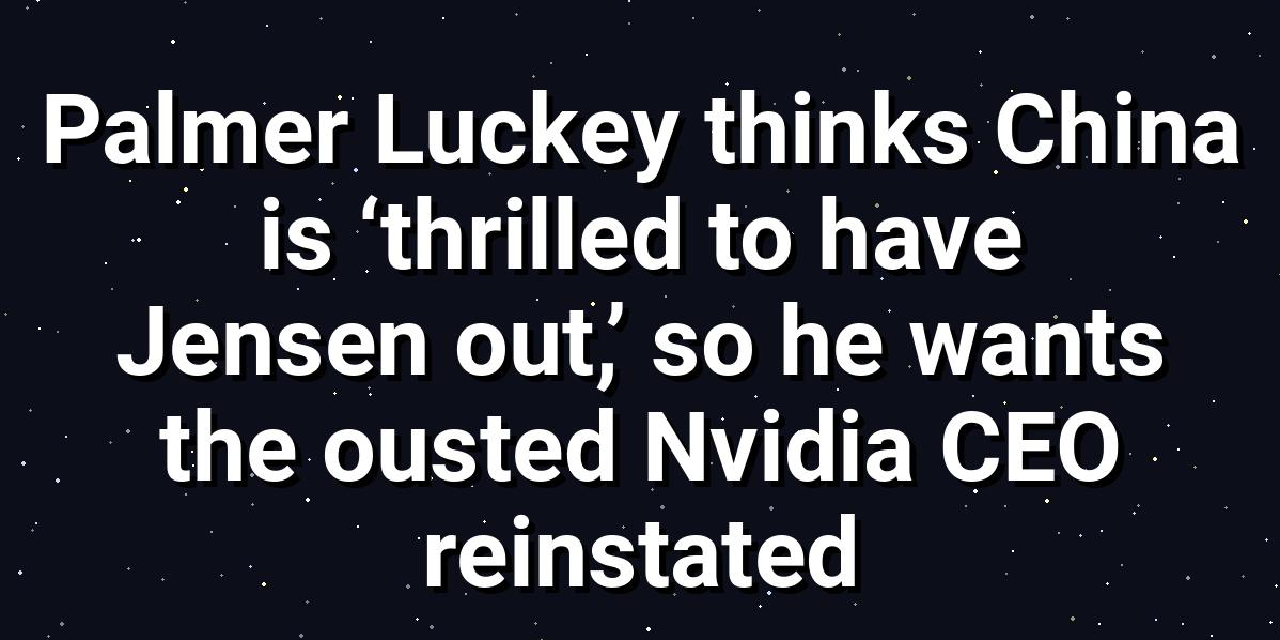 Palmer Luckey thinks China
is ‘thrilled to have
Jensen out,’ so he wants
the ousted Nvidia CEO
reinstated